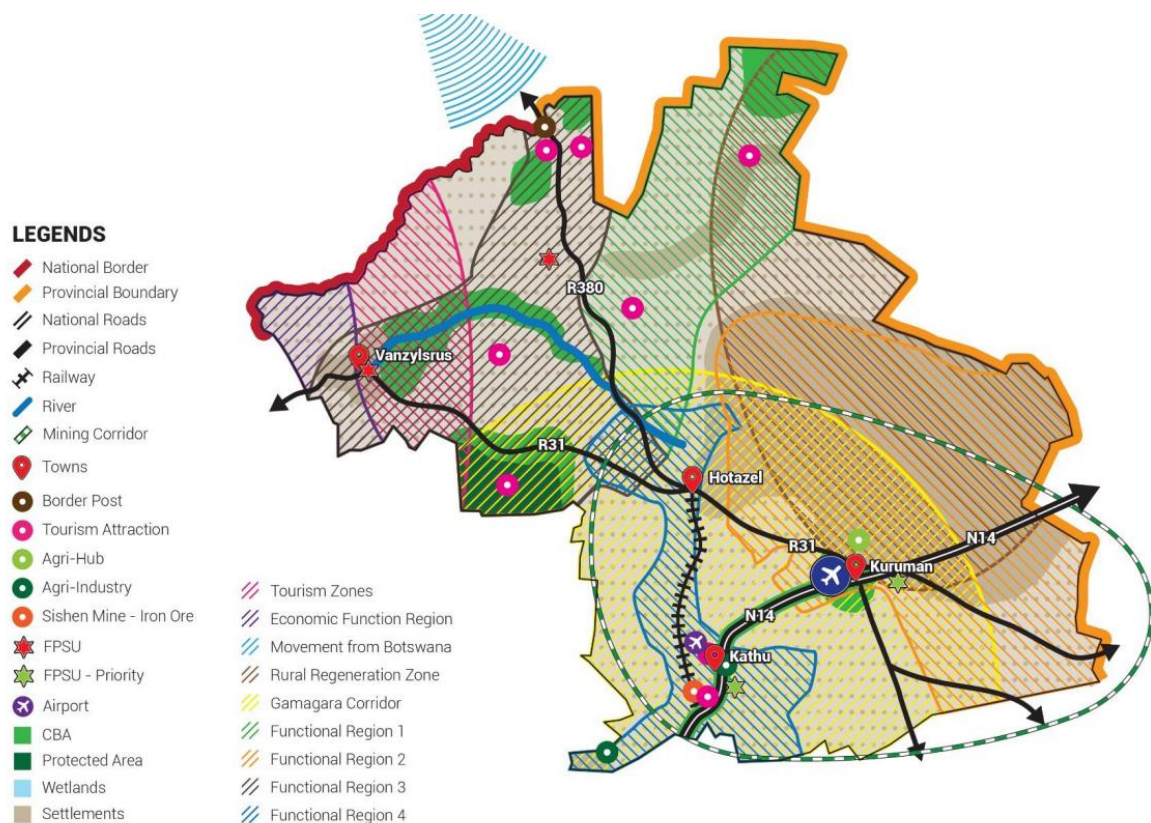 LEGENDS
National Border
Provincial Boundary
National Roads
Provincial Roads
Railway
River
Mining Corridor
Towns
Border Post
Tourism Attraction
Agri-Hub
Agri-Industry
Sishen Mine - Iron Ore
FPSU
FPSU - Priority
Airport
CBA
Protected Area
Wetlands
Settlements
Tourism Zones
Economic Function Region
Movement from Botswana
Rural Regeneration Zone
Gamagara Corridor
Functional Region 1
Functional Region 2
Functional Region 3
Functional Region 4
R380
Vanzylsrus
R31
Hotazel
N14
R31
Kuruman
N14
Kathu